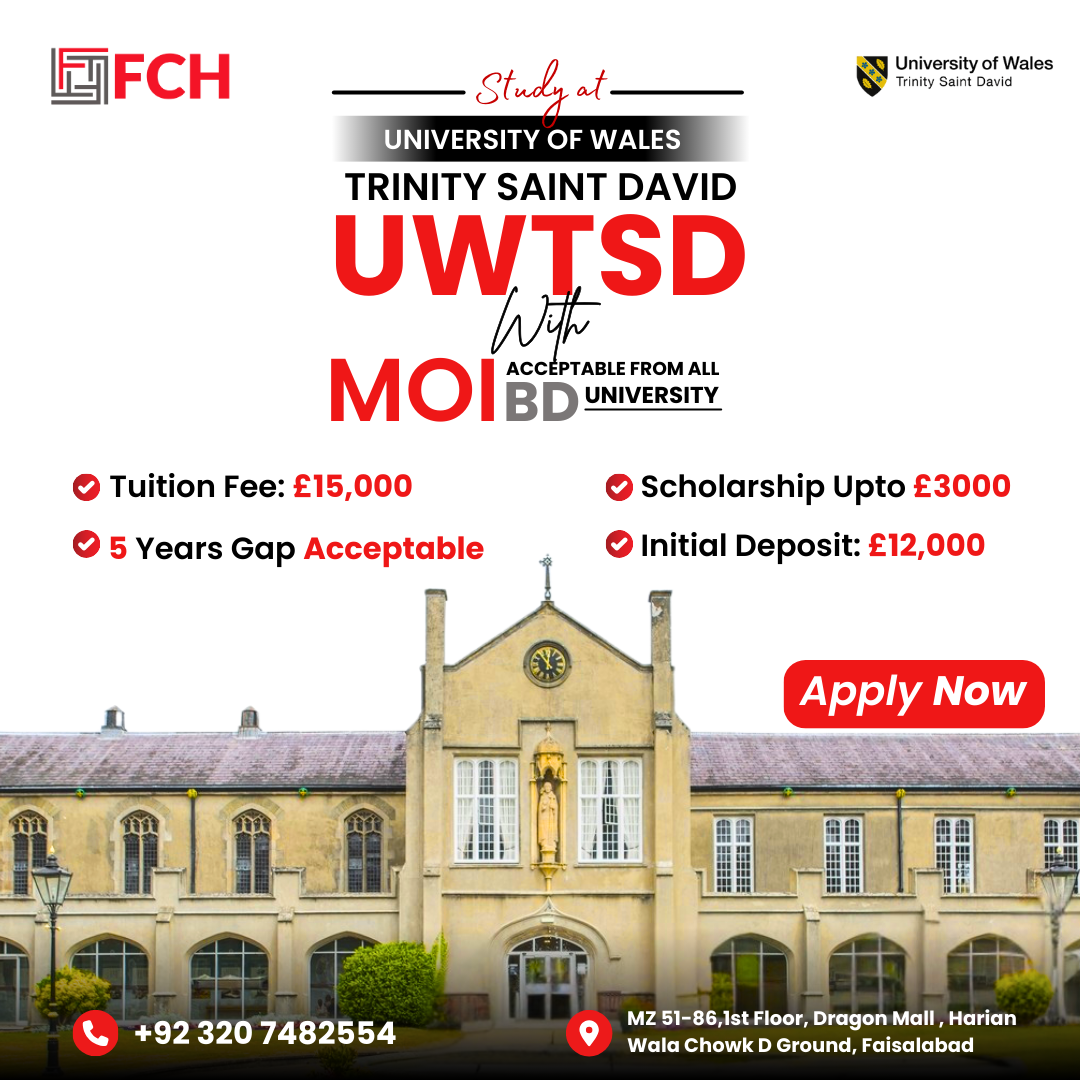 FCH
University of Wales
Trinity Saint David
Study at
UNIVERSITY OF WALES
TRINITY SAINT DAVID
UWTSD
With
MOI
ACCEPTABLE FROM ALL
BD UNIVERSITY
Tuition Fee: £15,000
Scholarship Upto £3000
5 Years Gap Acceptable
Initial Deposit: £12,000
Apply Now
+92 320 7482554
MZ 51-86,1st Floor, Dragon Mall , Harian
Wala Chowk D Ground, Faisalabad